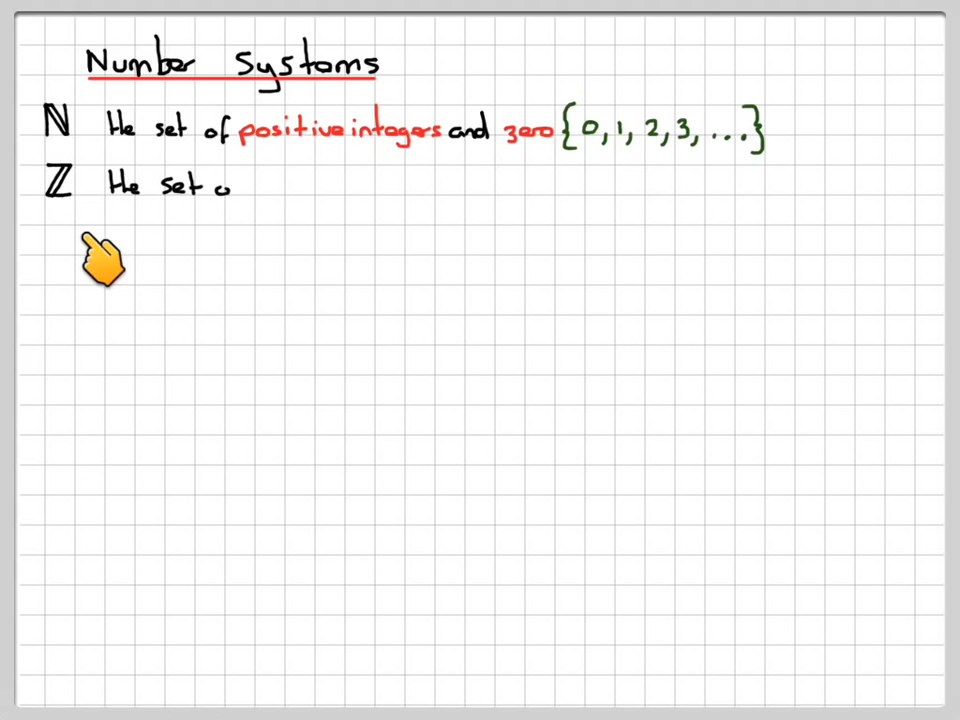 Number Systems
ℕ the set of positive integers and zero {0, 1, 2, 3, ...}
ℤ the set o